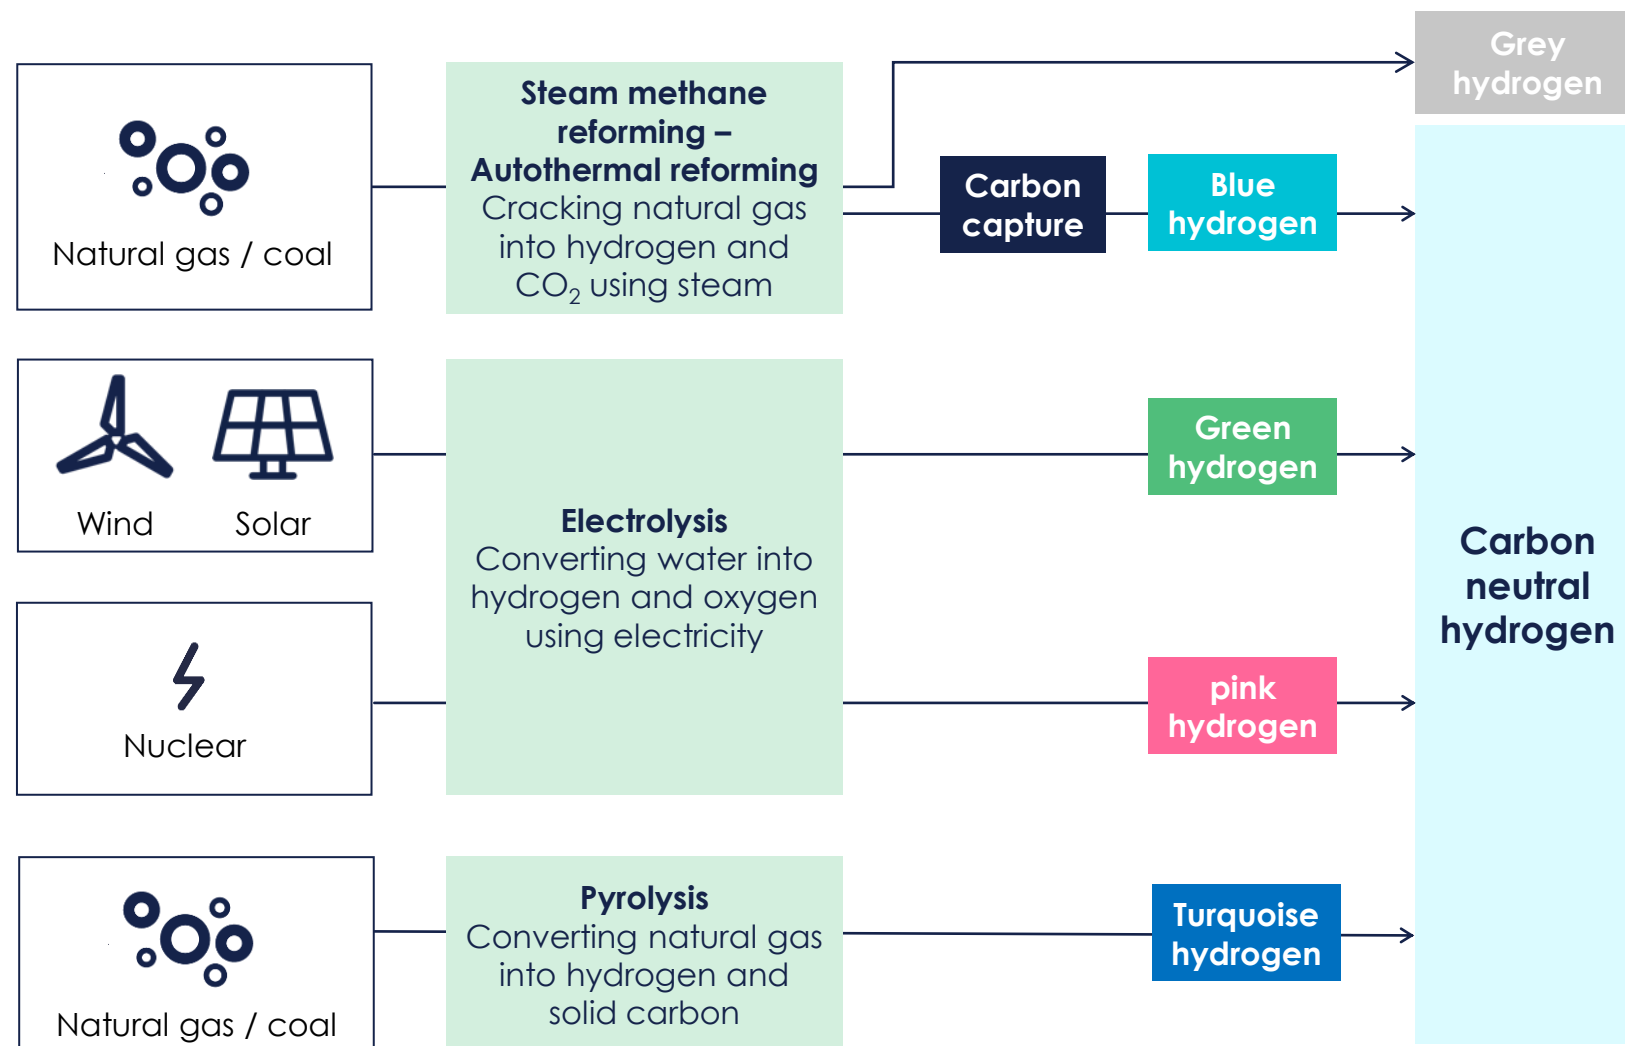 Grey
hydrogen
Natural gas / coal
Steam methane
reforming –
Autothermal reforming
Cracking natural gas
into hydrogen and
CO₂ using steam
Carbon
capture
Blue
hydrogen
Wind
Solar
Electrolysis
Converting water into
hydrogen and oxygen
using electricity
Green
hydrogen
Nuclear
pink
hydrogen
Carbon
neutral
hydrogen
Natural gas / coal
Pyrolysis
Converting natural gas
into hydrogen and
solid carbon
Turquoise
hydrogen